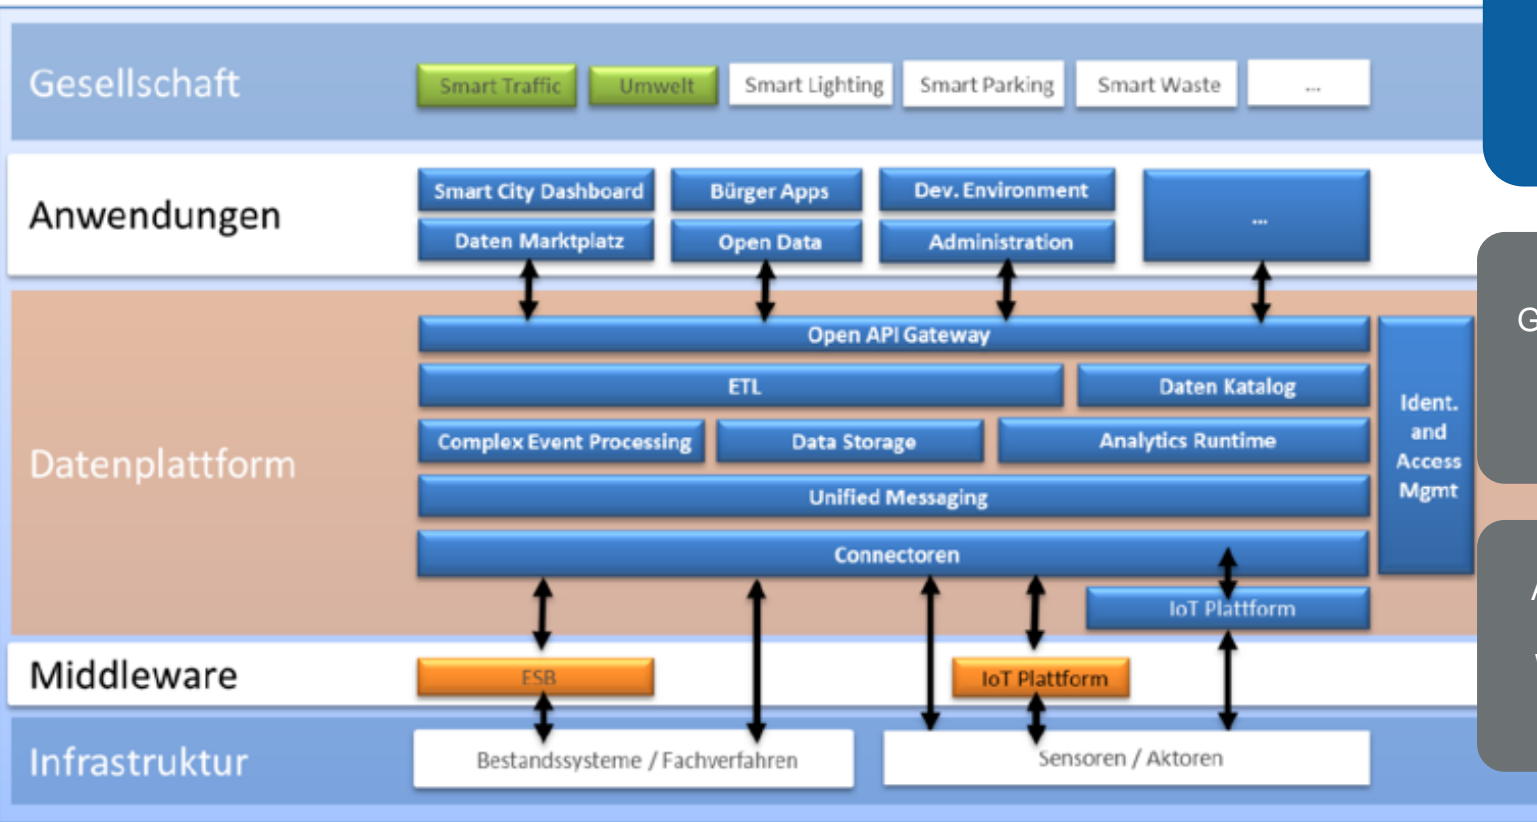 Gesellschaft
Smart Traffic
Umwelt
Smart Lighting
Smart Parking
Smart Waste
...
Anwendungen
Smart City Dashboard
Bürger Apps
Dev. Environment
...
Daten Marktplatz
Open Data
Administration
Datenplattform
Open API Gateway
ETL
Daten Katalog
Complex Event Processing
Data Storage
Analytics Runtime
Unified Messaging
Connectoren
IoT Plattform
Ident.
and
Access
Mgmt
Middleware
ESB
IoT Plattform
Infrastruktur
Bestandssysteme / Fachverfahren
Sensoren / Aktoren